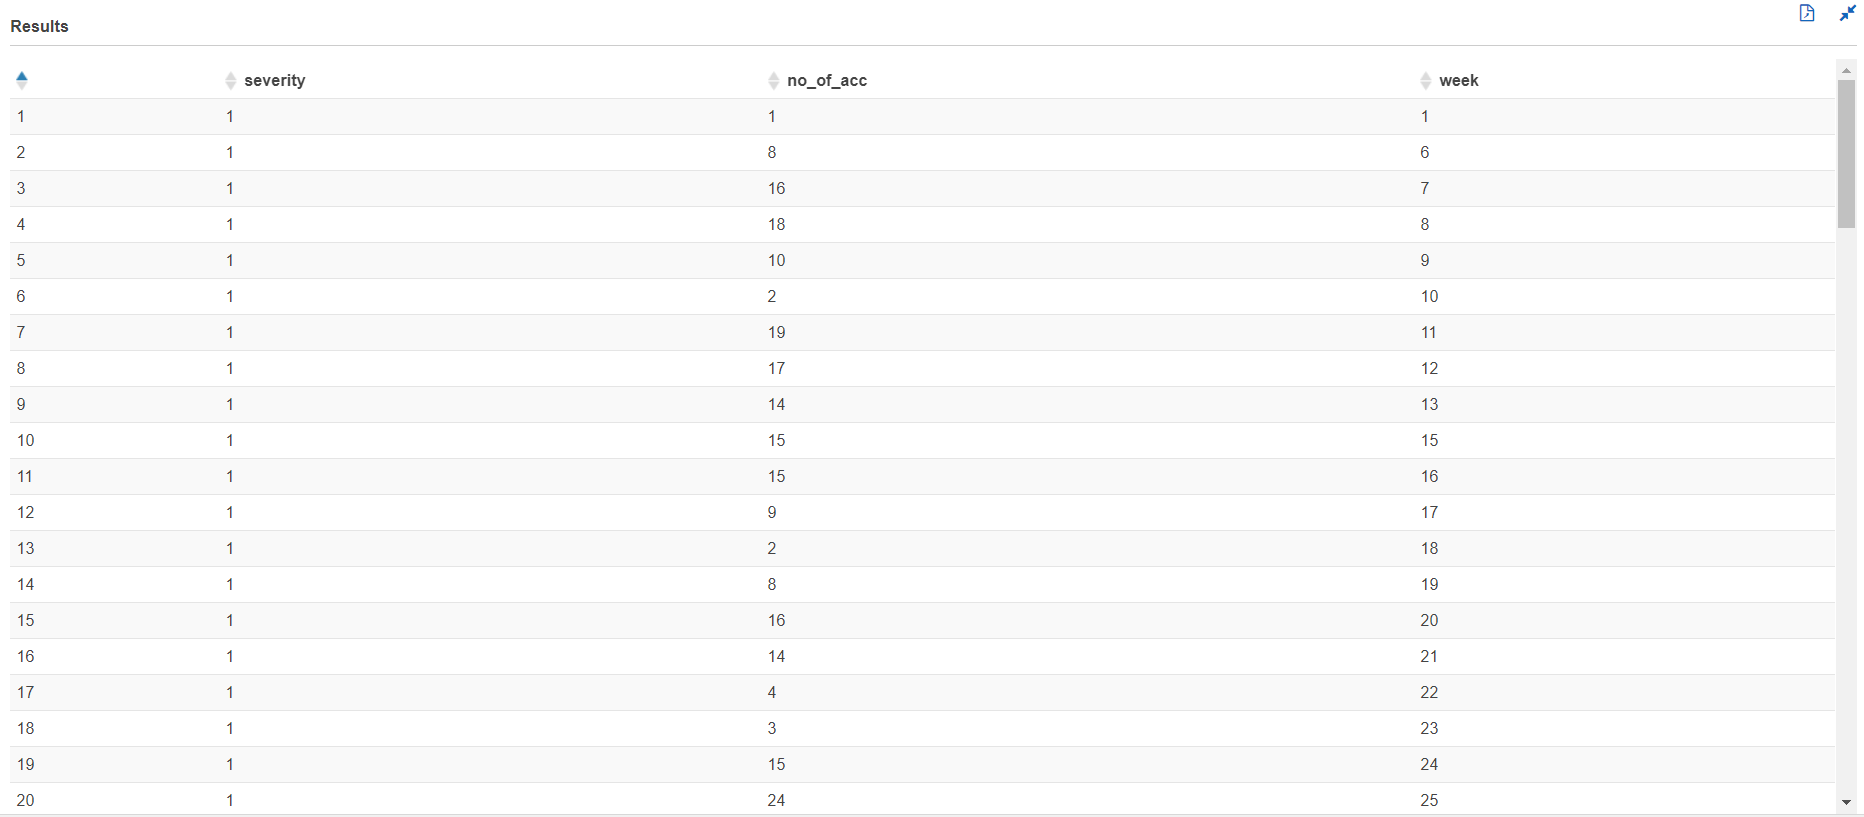 Results
severity no_of_acc week
1 1 1 1
2 1 8 6
3 1 16 7
4 1 18 8
5 1 10 9
6 1 2 10
7 1 19 11
8 1 17 12
9 1 14 13
10 1 15 15
11 1 15 16
12 1 9 17
13 1 2 18
14 1 8 19
15 1 16 20
16 1 14 21
17 1 4 22
18 1 3 23
19 1 15 24
20 1 24 25